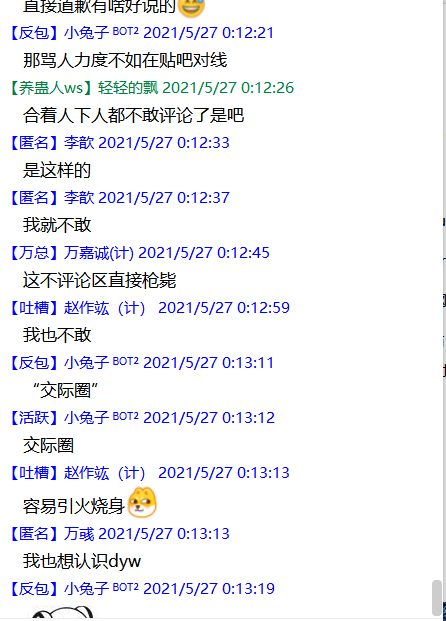 直接道歉有啥好说的
【反包】小兔子 BOT2 2021/5/27 0:12:21
那骂人力度不如在贴吧对线
【养蛊人ws】轻轻的飘 2021/5/27 0:12:26
合着人下人都不敢评论了是吧
【匿名】李歆 2021/5/27 0:12:33
是这样的
【匿名】李歆 2021/5/27 0:12:37
我就不敢
【万总】万嘉诚(计) 2021/5/27 0:12:45
这不评论区直接枪毙
【吐槽】赵作竑（计） 2021/5/27 0:12:59
我也不敢
【反包】小兔子 BOT2 2021/5/27 0:13:11
“交际圈”
【活跃】小兔子 BOT2 2021/5/27 0:13:12
交际圈
【吐槽】赵作竑（计） 2021/5/27 0:13:13
容易引火烧身
【匿名】万彧 2021/5/27 0:13:13
我也想认识dyw
【反包】小兔子 BOT2 2021/5/27 0:13:19